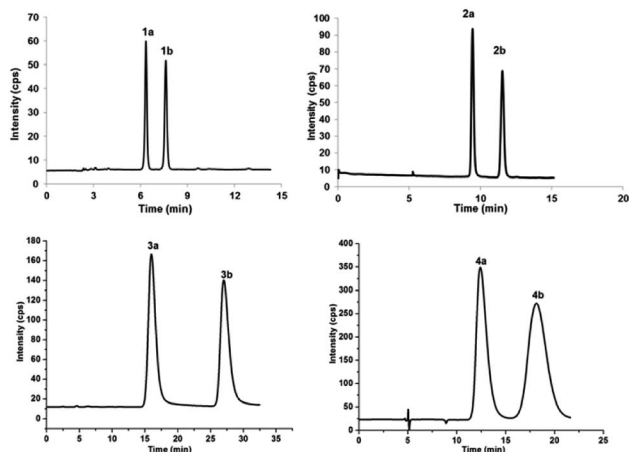 1a
1b
Intensity (cps)
70
60
50
40
30
20
10
0
0 3 6 9 12 15
Time (min)
2a
2b
Intensity (cps)
100
90
80
70
60
50
40
30
20
10
0
0 5 10 15 20
Time (min)
3a
3b
Intensity (cps)
180
160
140
120
100
80
60
40
20
0
0 5 10 15 20 25 30 35
Time (min)
4a
4b
Intensity (cps)
400
350
300
250
200
150
100
50
0
0 5 10 15 20 25
Time (min)